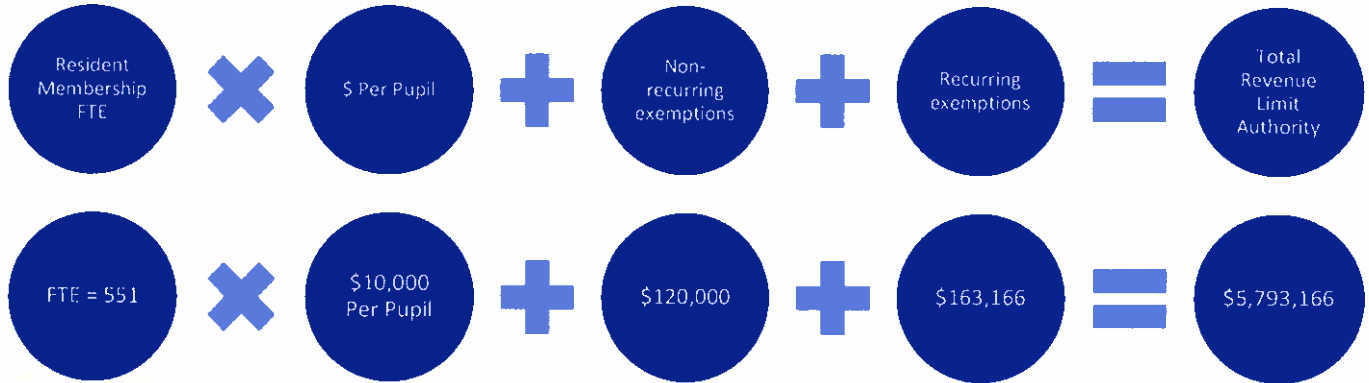 Resident
Membership
FTE
$ Per Pupil
Non-
recurring
exemptions
Recurring
exemptions
Total
Revenue
Limit
Authority
FTE = 551
$10,000
Per Pupil
$120,000
$163,166
$5,793,166